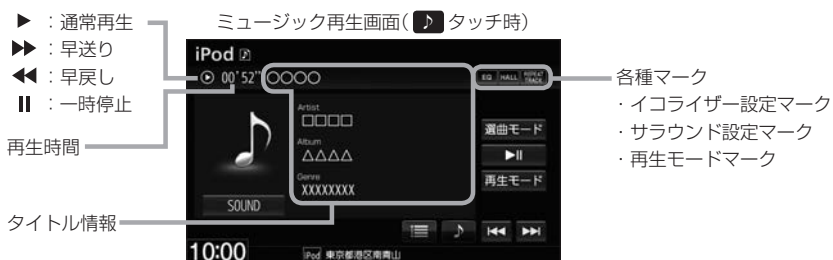 ▶ :通常再生
▶▶ :早送り
◀◀ :早戻し
❚❚ :一時停止
再生時間
タイトル情報
ミュージック再生画面(♪タッチ時)
iPod ♪
00'52" ○○○○
EQ HALL REPEAT TRACK
Artist
□□□□
Album
△△△△
Genre
XXXXXXXX
SOUND
選曲モード
▶❚❚
再生モード
10:00
iPod 東京都港区南青山
各種マーク
・イコライザー設定マーク
・サラウンド設定マーク
・再生モードマーク